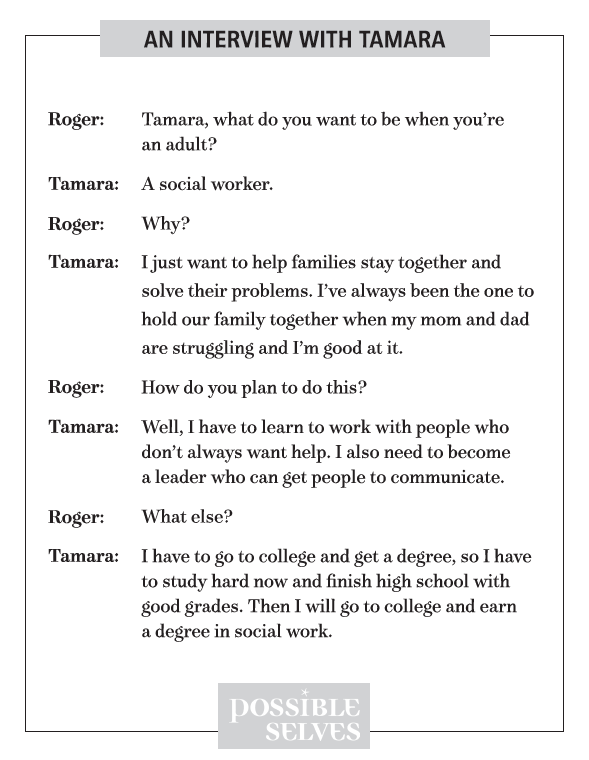 AN INTERVIEW WITH TAMARA
Roger: Tamara, what do you want to be when you're
an adult?
Tamara: A social worker.
Roger: Why?
Tamara: I just want to help families stay together and
solve their problems. I've always been the one to
hold our family together when my mom and dad
are struggling and I'm good at it.
Roger: How do you plan to do this?
Tamara: Well, I have to learn to work with people who
don't always want help. I also need to become
a leader who can get people to communicate.
Roger: What else?
Tamara: I have to go to college and get a degree, so I have
to study hard now and finish high school with
good grades. Then I will go to college and earn
a degree in social work.
POSSIBLE
SELVES